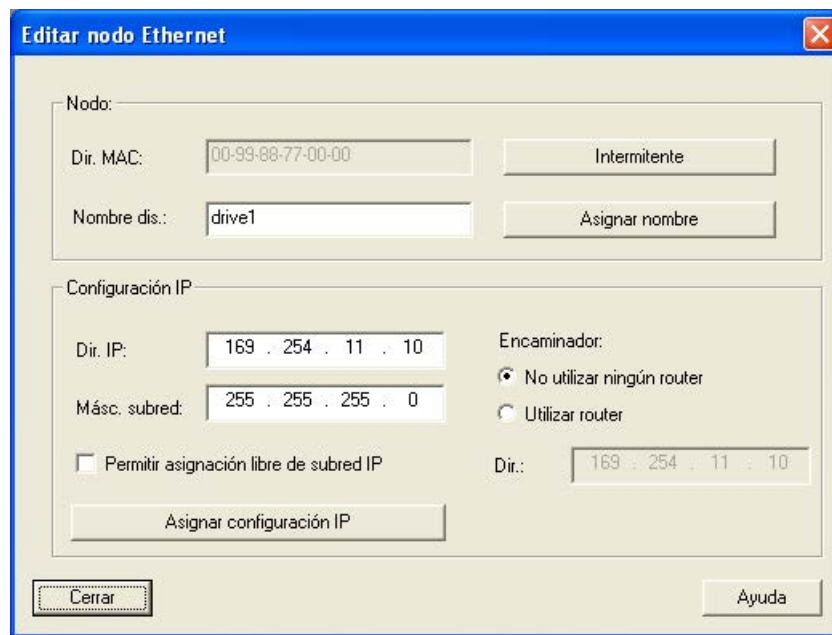 Editar nodo Ethernet
Nodo:
Dir. MAC: 00-99-88-77-00-00 Intermitente
Nombre dis.: drive1 Asignar nombre
Configuración IP
Dir. IP: 169 . 254 . 11 . 10 Encaminador:
No utilizar ningún router
Másc. subred: 255 . 255 . 255 . 0
Utilizar router
Permitir asignación libre de subred IP Dir.: 169 . 254 . 11 . 10
Asignar configuración IP
Cerrar Ayuda